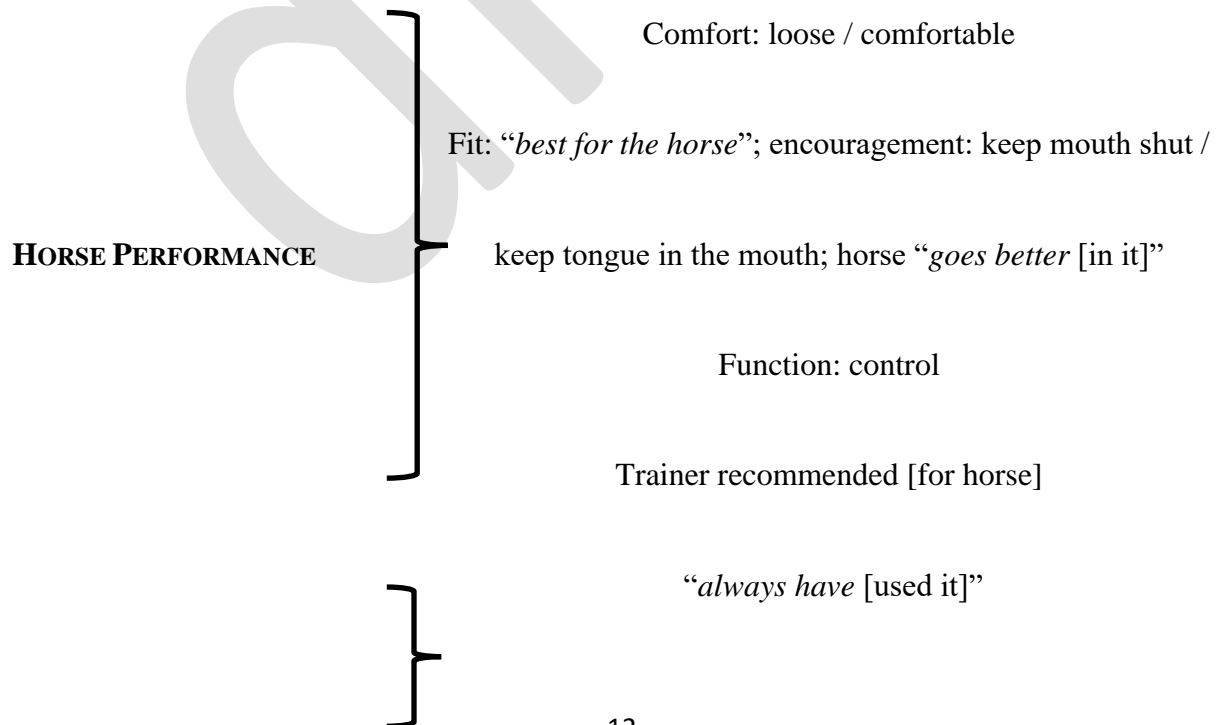 Comfort: loose / comfortable
Fit: “best for the horse”; encouragement: keep mouth shut /
HORSE PERFORMANCE keep tongue in the mouth; horse “goes better [in it]”
Function: control
Trainer recommended [for horse]
“always have [used it]”